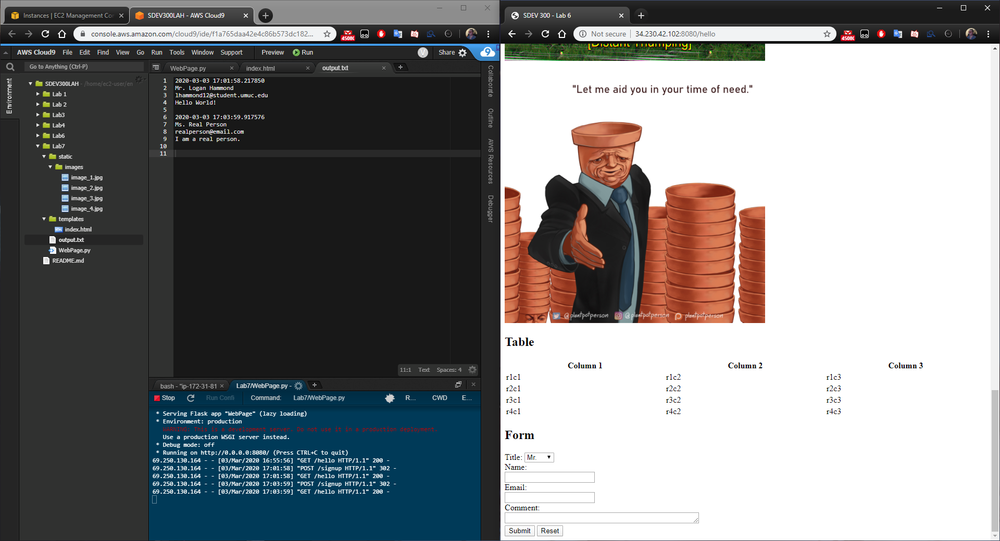 Instances | EC2 Management Con
SDEV300LAH - AWS Cloud9
console.aws.amazon.com/cloud9/ide/f1a765daa42e4c86b573dc182...
AWS Cloud9 File Edit Find View Go Run Tools Window Support Preview Run V Share 9
Go to Anything (Ctrl-P)
Environment
SDEV300LAH - /home/ec2-user/en
Lab 1
Lab 2
Lab3
Lab4
Lab6
Lab7
static
images
image_1.jpg
image_2.jpg
image_3.jpg
image_4.jpg
templates
index.html
output.txt
WebPage.py
README.md
WebPage.py index.html output.txt
1 2020-03-03 17:01:58.217850
2 Mr. Logan Hammond
3 lhammond12@student.umuc.edu
4 Hello World!
5
6 2020-03-03 17:03:59.917576
7 Ms. Real Person
8 realperson@email.com
9 I am a real person.
10
11
11:1 Text Spaces: 4
Collaborate
Outline
AWS Resources
Debugger
bash - "ip-172-31-81 Lab7/WebPage.py -
Stop Run Confi Command: Lab7/WebPage.py R... CWD E...
* Serving Flask app "WebPage" (lazy loading)
* Environment: production
WARNING: This is a development server. Do not use it in a production deployment.
Use a production WSGI server instead.
* Debug mode: off
* Running on http://0.0.0.0:8080/ (Press CTRL+C to quit)
69.250.130.164 - - [03/Mar/2020 16:55:56] "GET /hello HTTP/1.1" 200 -
69.250.130.164 - - [03/Mar/2020 17:01:58] "POST /signup HTTP/1.1" 302 -
69.250.130.164 - - [03/Mar/2020 17:01:58] "GET /hello HTTP/1.1" 200 -
69.250.130.164 - - [03/Mar/2020 17:03:59] "POST /signup HTTP/1.1" 302 -
69.250.130.164 - - [03/Mar/2020 17:03:59] "GET /hello HTTP/1.1" 200 -
SDEV 300 - Lab 6
Not secure | 34.230.42.102:8080/hello
[Distant Thumping]
"Let me aid you in your time of need."
@plantpotperson @plantpotperson plantpotperson
Table
Column 1 Column 2 Column 3
r1c1 r1c2 r1c3
r2c1 r2c2 r2c3
r3c1 r3c2 r3c3
r4c1 r4c2 r4c3
Form
Title: Mr.
Name:
Email:
Comment:
Submit Reset